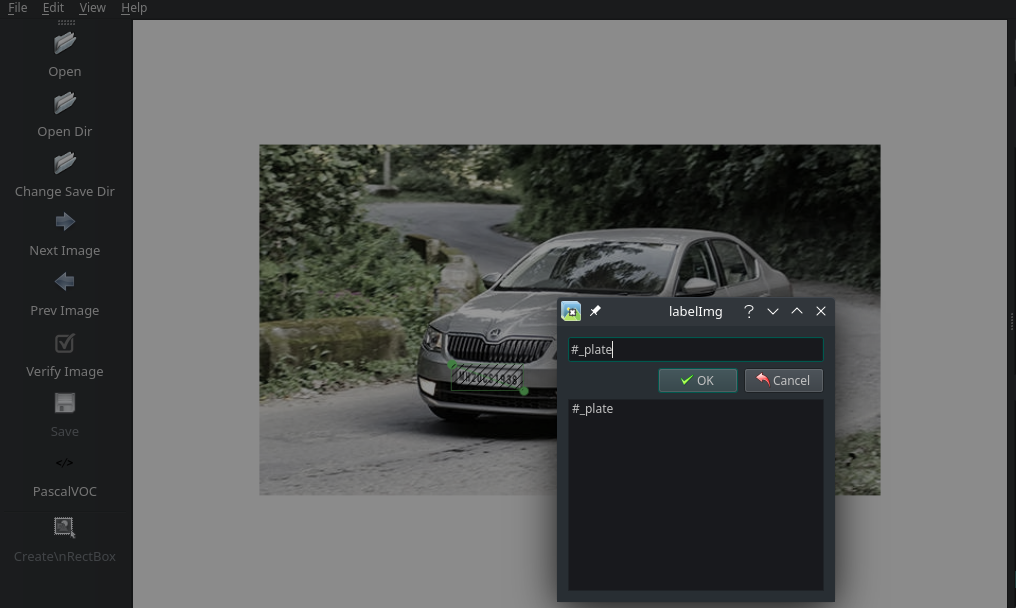 File Edit View Help
Open
Open Dir
Change Save Dir
Next Image
Prev Image
Verify Image
Save
</>
PascalVOC
Create\nRectBox
MH20CS1938
labelImg
#_plate
OK Cancel
#_plate